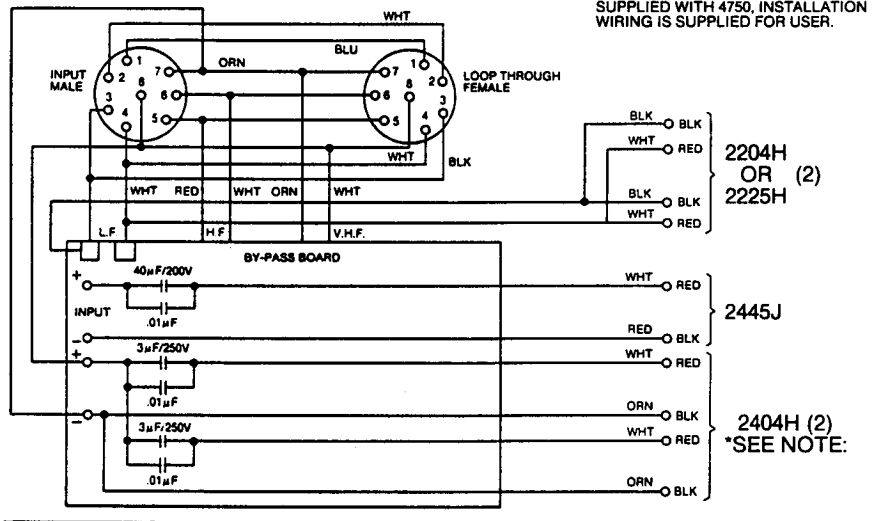 SUPPLIED WITH 4750, INSTALLATION
WIRING IS SUPPLIED FOR USER.
WHT
BLU
ORN
INPUT
MALE
1
2
3
4
5
6
7
8
LOOP THROUGH
FEMALE
1
2
3
4
5
6
7
8
WHT
BLK
WHT
RED
WHT
ORN
WHT
L.F
H.F
V.H.F.
BY-PASS BOARD
BLK
BLK
WHT
RED
BLK
BLK
WHT
RED
2204H
OR (2)
2225H
+
40µF/200V
INPUT
.01µF
−
WHT
RED
RED
BLK
2445J
+
3µF/250V
.01µF
−
3µF/250V
.01µF
WHT
RED
ORN
BLK
WHT
RED
ORN
BLK
2404H (2)
*SEE NOTE: